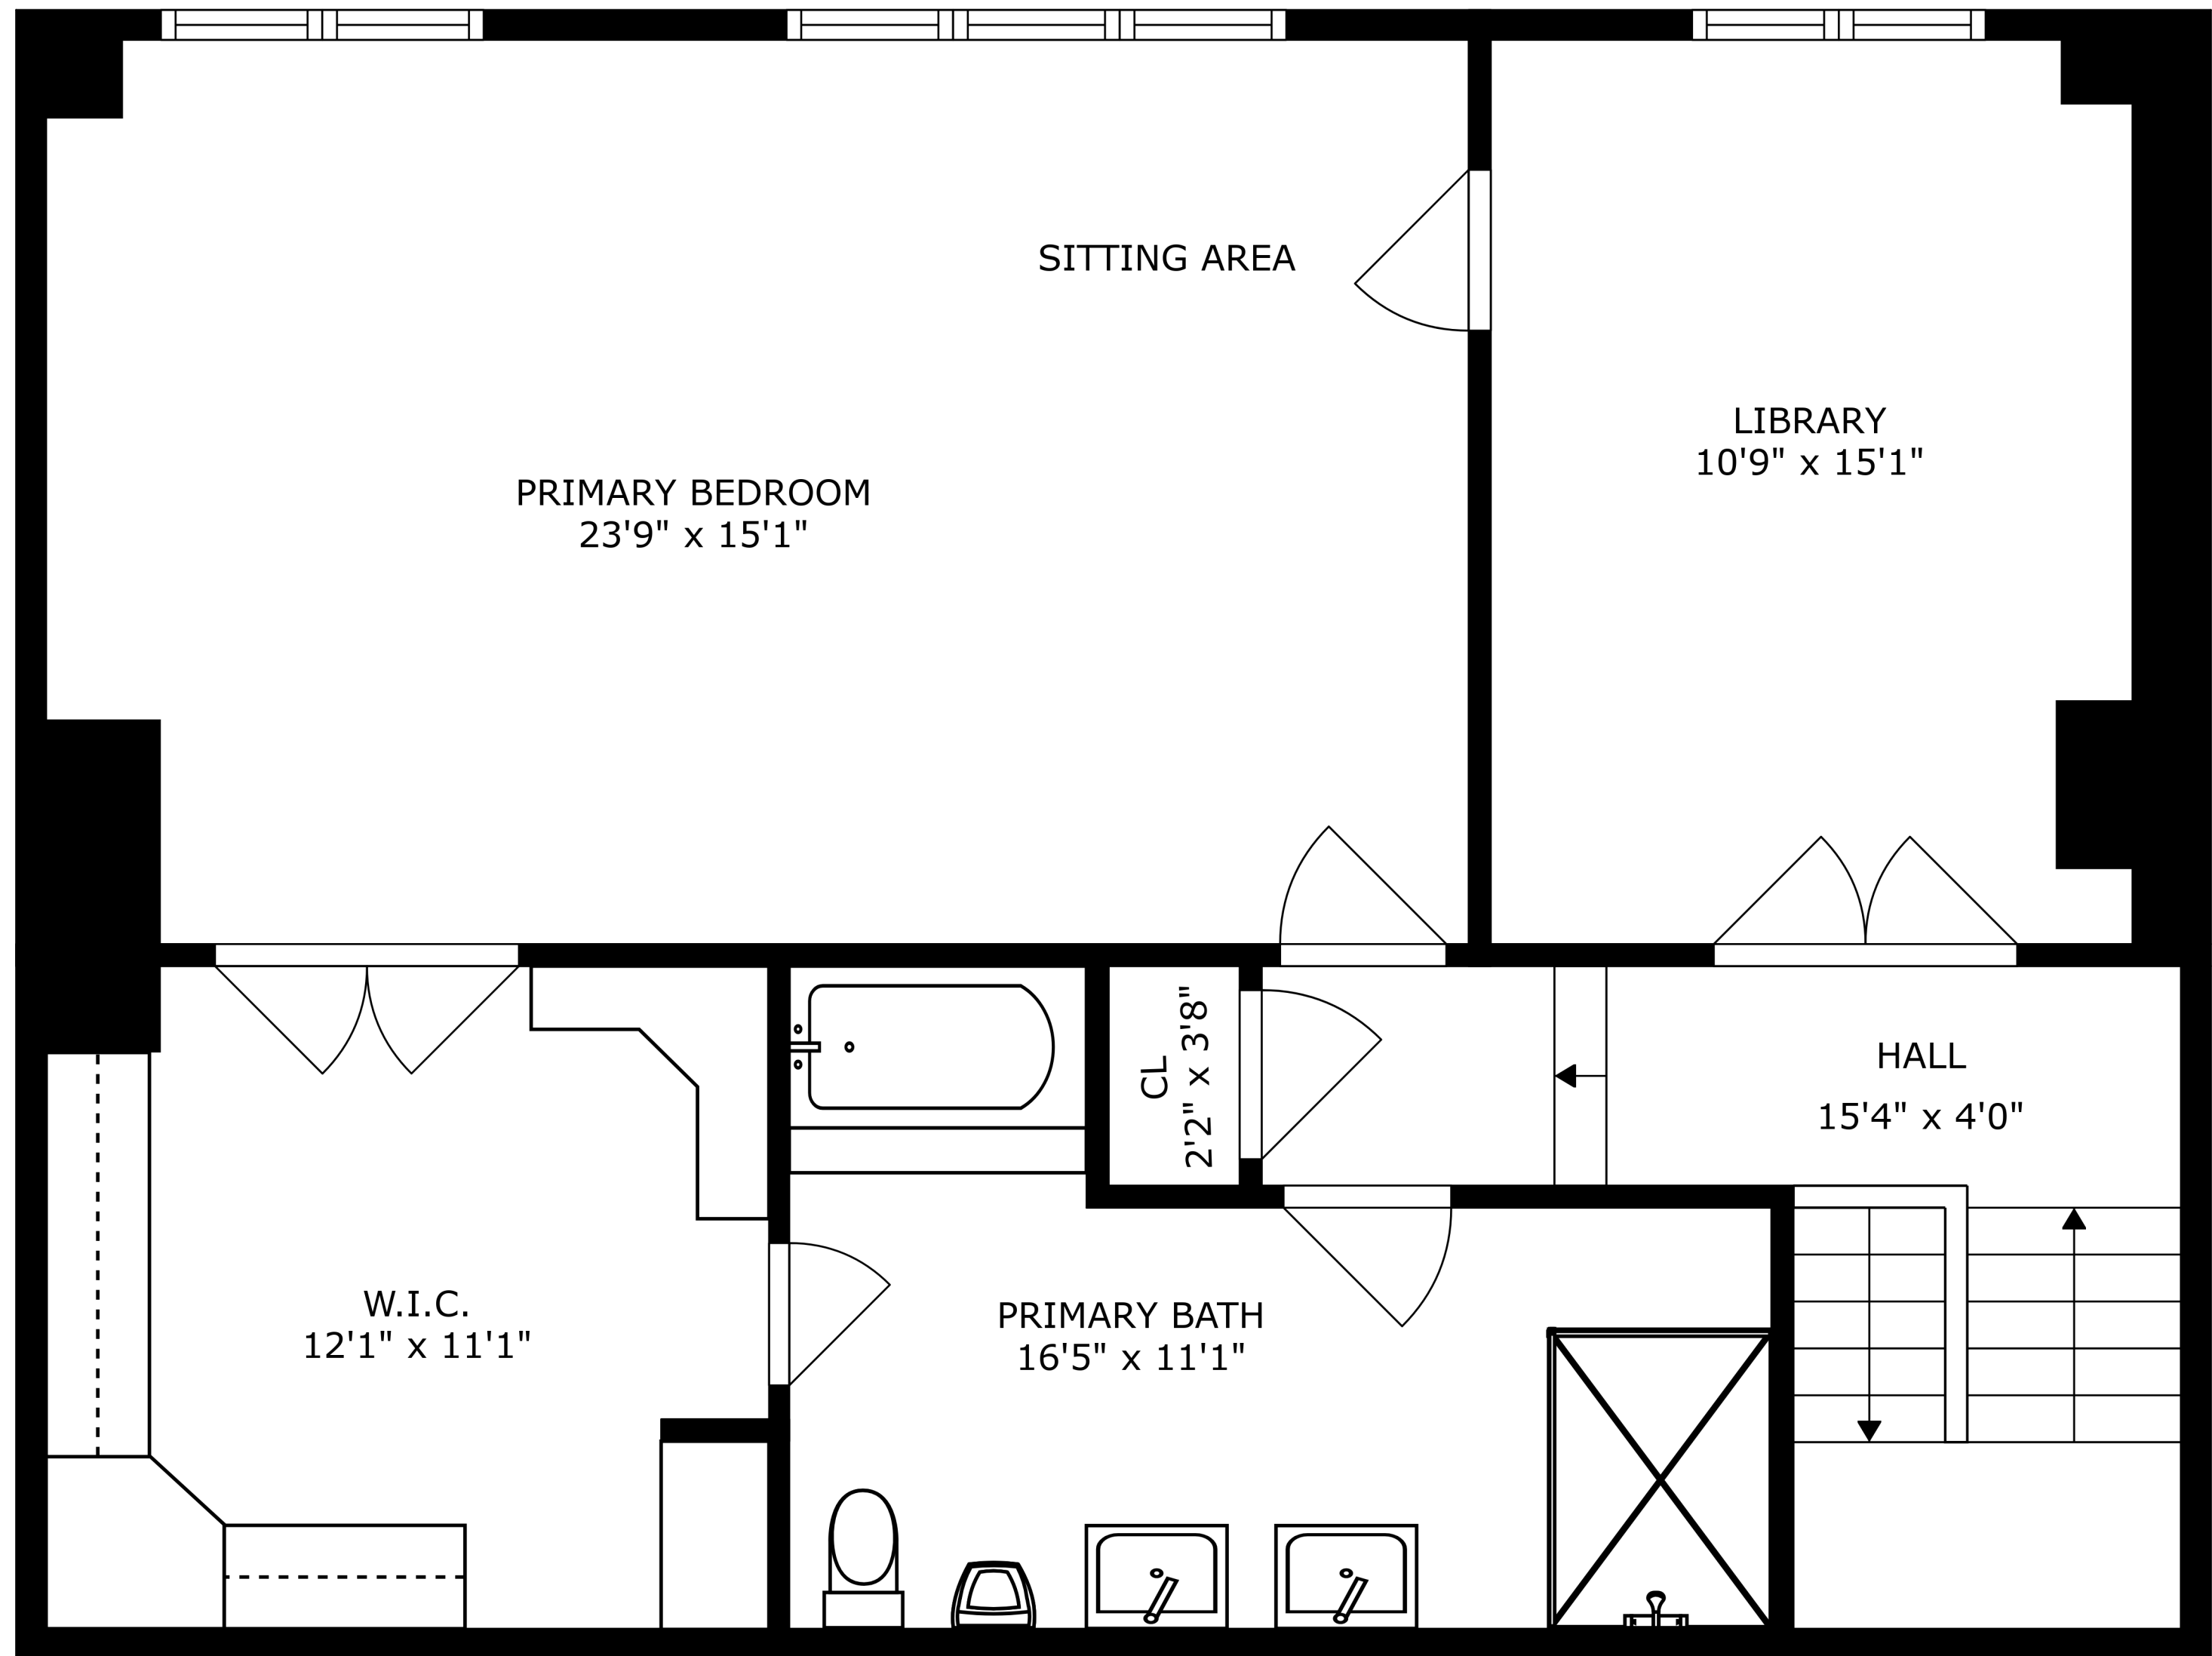 SITTING AREA
LIBRARY
10'9" x 15'1"
PRIMARY BEDROOM
23'9" x 15'1"
CL
2'2" x 3'8"
HALL
15'4" x 4'0"
W.I.C.
12'1" x 11'1"
PRIMARY BATH
16'5" x 11'1"